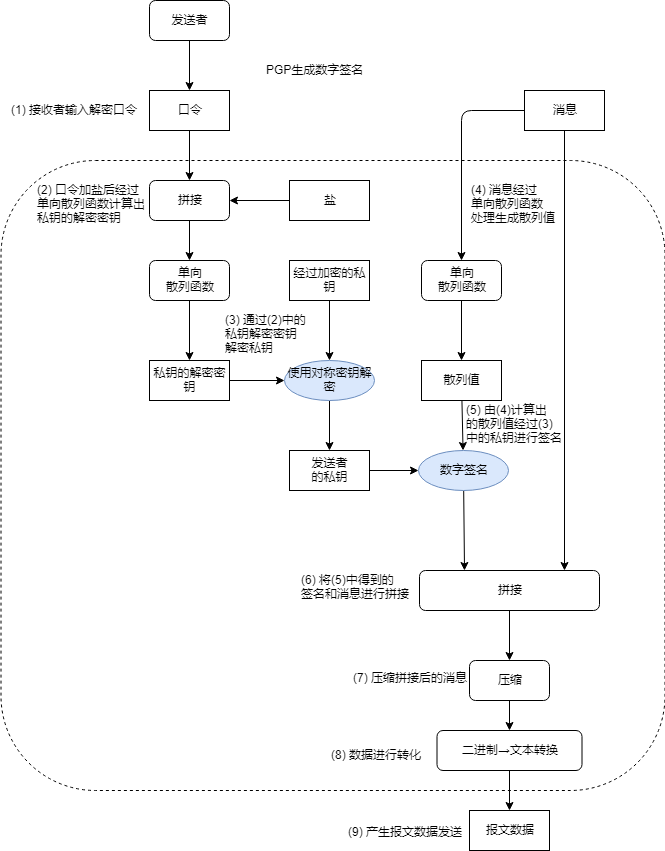 发送者
PGP生成数字签名
(1) 接收者输入解密口令
口令
消息
(2) 口令加盐后经过
单向散列函数计算出
私钥的解密密钥
拼接
盐
(4) 消息经过
单向散列函数
处理生成散列值
单向
散列函数
经过加密的私
钥
单向
散列函数
(3) 通过(2)中的
私钥解密密钥
解密私钥
私钥的解密密
钥
使用对称密钥解
密
散列值
(5) 由(4)计算出
的散列值经过(3)
中的私钥进行签名
发送者
的私钥
数字签名
(6) 将(5)中得到的
签名和消息进行拼接
拼接
(7) 压缩拼接后的消息
压缩
(8) 数据进行转化
二进制→文本转换
(9) 产生报文数据发送
报文数据